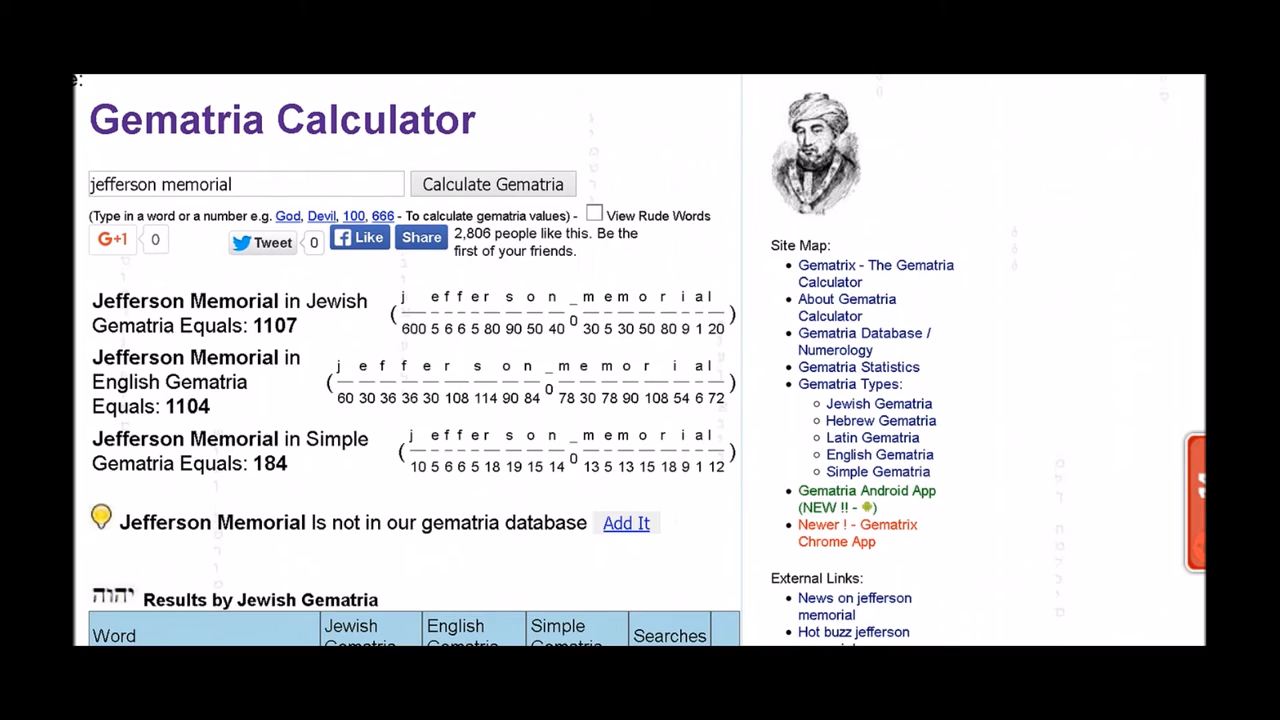 e:
Gematria Calculator
jefferson memorial
Calculate Gematria
(Type in a word or a number e.g. God, Devil, 100, 666 - To calculate gematria values) - View Rude Words
G+1 0
Tweet 0
Like
Share
2,806 people like this. Be the
first of your friends.
Jefferson Memorial in Jewish
Gematria Equals: 1107
( j e f f e r s o n _ m e m o r i a l
600 5 6 6 5 80 90 50 40 0 30 5 30 50 80 9 1 20 )
Jefferson Memorial in
English Gematria
Equals: 1104
( j e f f e r s o n _ m e m o r i a l
60 30 36 36 30 108 114 90 84 0 78 30 78 90 108 54 6 72 )
Jefferson Memorial in Simple
Gematria Equals: 184
( j e f f e r s o n _ m e m o r i a l
10 5 6 6 5 18 19 15 14 0 13 5 13 15 18 9 1 12 )
Jefferson Memorial Is not in our gematria database Add It
יהוה Results by Jewish Gematria
Word
Jewish
Gematria
English
Gematria
Simple
Gematria
Searches
Site Map:
Gematrix - The Gematria
Calculator
About Gematria
Calculator
Gematria Database /
Numerology
Gematria Statistics
Gematria Types:
Jewish Gematria
Hebrew Gematria
Latin Gematria
English Gematria
Simple Gematria
Gematria Android App
(NEW !! - )
Newer ! - Gematrix
Chrome App
External Links:
News on jefferson
memorial
Hot buzz jefferson